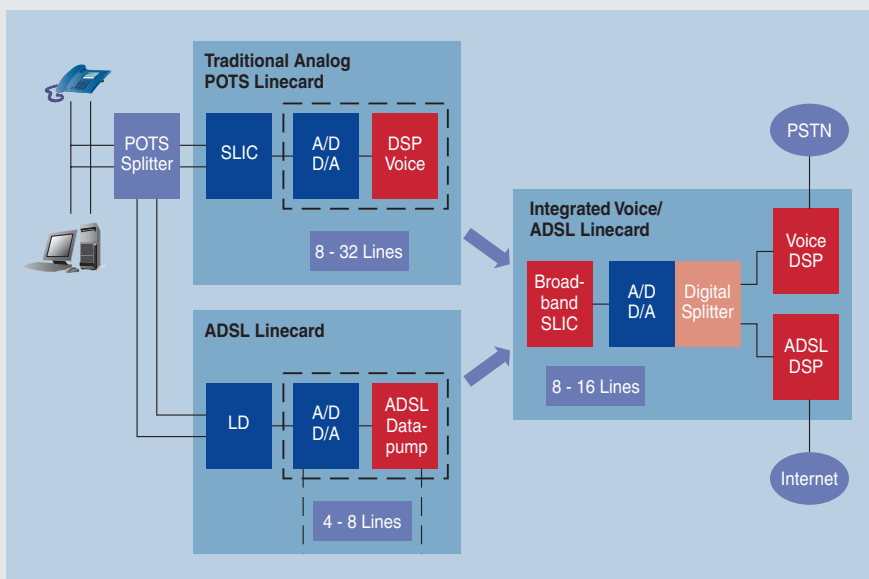 Traditional Analog
POTS Linecard
POTS
Splitter
SLIC
A/D
D/A
DSP
Voice
8 - 32 Lines
ADSL Linecard
LD
A/D
D/A
ADSL
Data-
pump
4 - 8 Lines
Integrated Voice/
ADSL Linecard
Broad-
band
SLIC
A/D
D/A
Digital
Splitter
8 - 16 Lines
PSTN
Voice
DSP
ADSL
DSP
Internet